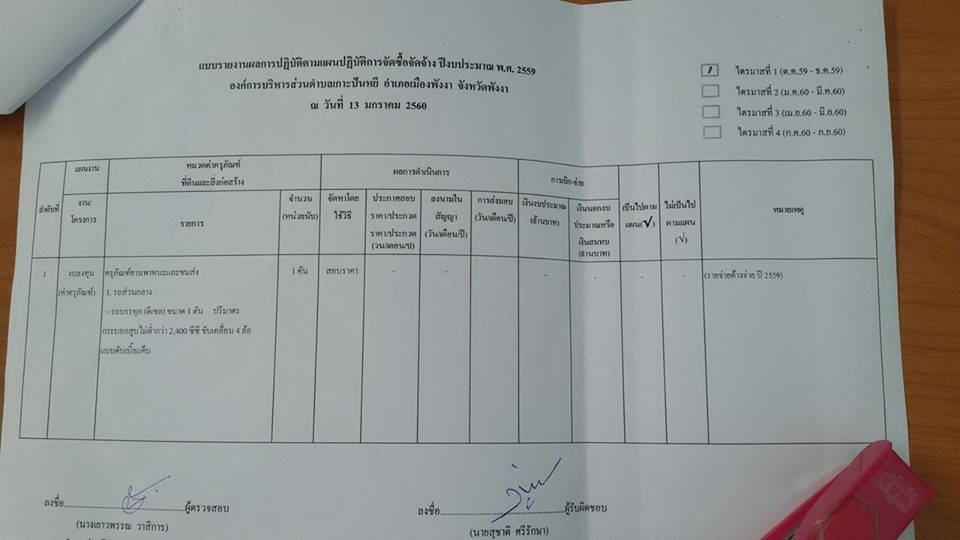 แบบรายงานผลการปฏิบัติตามแผนปฏิบัติการจัดซื้อจัดจ้าง ปีงบประมาณ พ.ศ. 2559
องค์การบริหารส่วนตำบลเกาะปันหยี อำเภอเมืองพังงา จังหวัดพังงา
ณ วันที่ 13 มกราคม 2560
ไตรมาสที่ 1 (ต.ค.59 - ธ.ค.59)
ไตรมาสที่ 2 (ม.ค.60 - มี.ค.60)
ไตรมาสที่ 3 (เม.ย.60 - มิ.ย.60)
ไตรมาสที่ 4 (ก.ค.60 - ก.ย.60)
ลำดับที่
แผนงาน
งาน/
โครงการ
หมวดค่าครุภัณฑ์
ที่ดินและสิ่งก่อสร้าง
รายการ
จำนวน
(หน่วยนับ)
ผลการดำเนินการ
จัดหาโดย
ใช้วิธี
ประกาศสอบ
ราคา/ประกวด
ราคา/ประกวด
(วัน/เดือน/ปี)
ลงนามใน
สัญญา
(วัน/เดือน/ปี)
การส่งมอบ
(วัน/เดือน/ปี)
การเบิก-จ่าย
เงินงบประมาณ
(ล้านบาท)
เงินนอกงบ
ประมาณหรือ
เงินสมทบ
(ล้านบาท)
เป็นไปตาม
แผน(√)
ไม่เป็นไป
ตามแผน
(√)
หมายเหตุ
1
งบลงทุน
(ค่าครุภัณฑ์)
ครุภัณฑ์ยานพาหนะและขนส่ง
1. รถส่วนกลาง
- รถบรรทุก (ดีเซล) ขนาด 1 ตัน ปริมาตร
กระบอกสูบไม่ต่ำกว่า 2,400 ซีซี ขับเคลื่อน 4 ล้อ
แบบดับเบิ้ลแค็บ
1 คัน
สอบราคา
-
-
-
-
-
-
-
(รายจ่ายค้างจ่าย ปี 2559)
ลงชื่อ ผู้ตรวจสอบ
(นางเยาวพรรณ วาสิการ)
ลงชื่อ ผู้รับผิดชอบ
(นายสุชาติ ศรีรักษา)